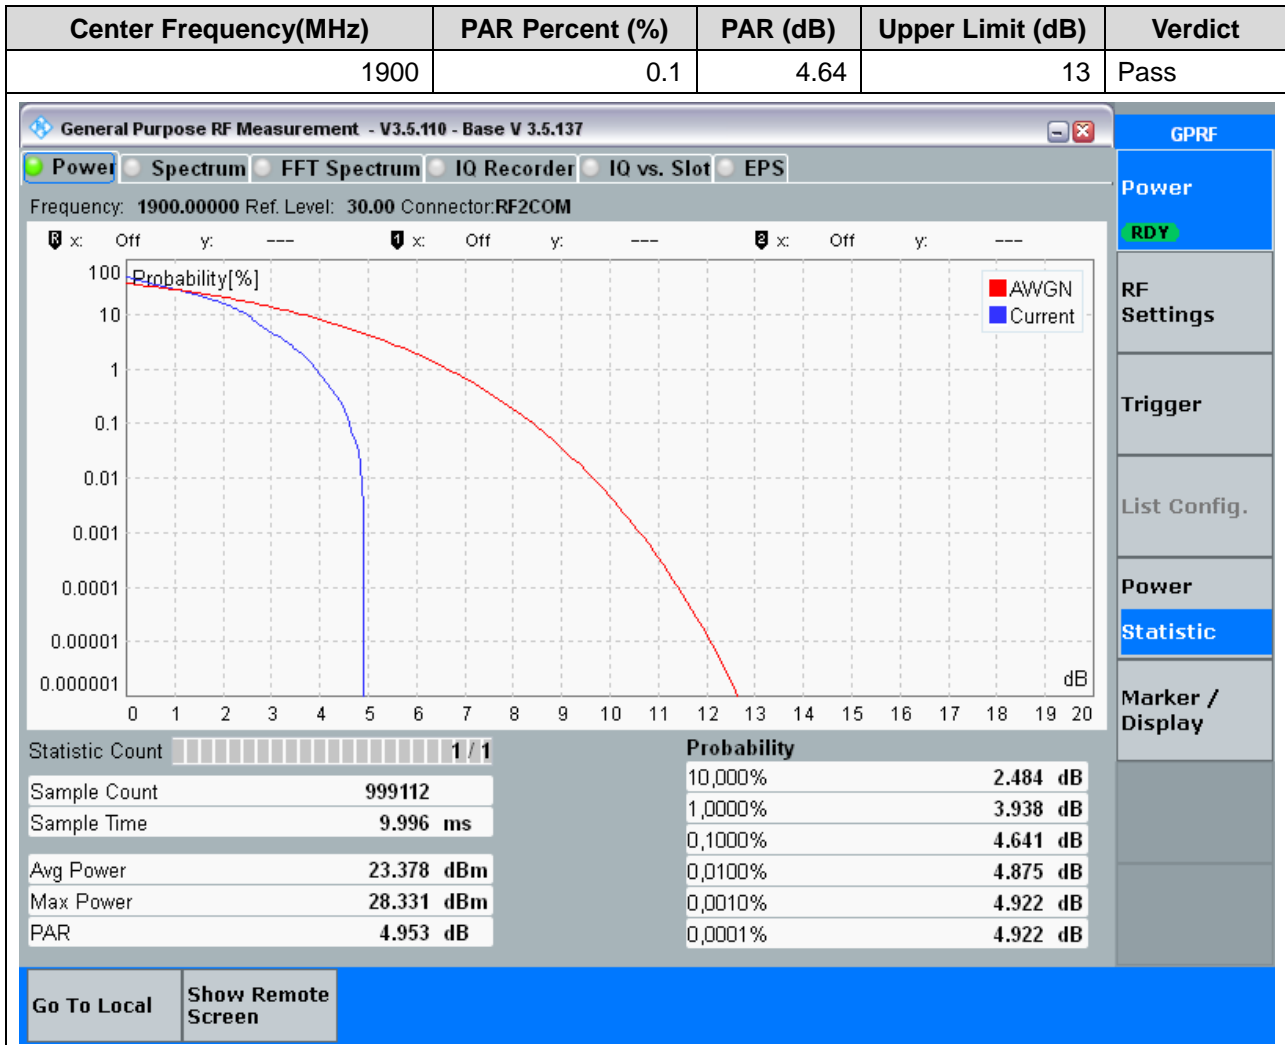 Center Frequency(MHz) PAR Percent (%) PAR (dB) Upper Limit (dB) Verdict
1900 0.1 4.64 13 Pass
General Purpose RF Measurement - V3.5.110 - Base V 3.5.137
GPRF
Power Spectrum FFT Spectrum IQ Recorder IQ vs. Slot EPS
Frequency: 1900.00000 Ref. Level: 30.00 Connector:RF2COM
R x: Off y: --- 1 x: Off y: --- 2 x: Off y: ---
Probability[%]
100
10
1
0.1
0.01
0.001
0.0001
0.00001
0.000001
AWGN
Current
dB
0 1 2 3 4 5 6 7 8 9 10 11 12 13 14 15 16 17 18 19 20
Statistic Count 1 / 1
Sample Count 999112
Sample Time 9.996 ms
Avg Power 23.378 dBm
Max Power 28.331 dBm
PAR 4.953 dB
Probability
10,000% 2.484 dB
1,0000% 3.938 dB
0,1000% 4.641 dB
0,0100% 4.875 dB
0,0010% 4.922 dB
0,0001% 4.922 dB
Power
RDY
RF
Settings
Trigger
List Config.
Power
Statistic
Marker /
Display
Go To Local
Show Remote
Screen